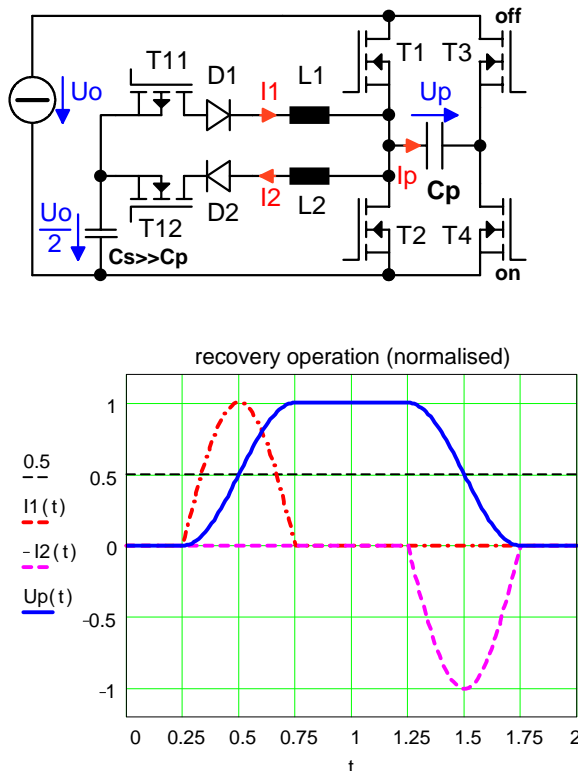 off
T11
D1
L1
T1
T3
Uo
I1
Up
I2
Ip
Cp
Uo
2
T12
D2
L2
T2
T4
Cs>>Cp
on
recovery operation (normalised)
1
0.5
0
-0.5
-1
0.5
I1(t)
-I2(t)
Up(t)
0 0.25 0.5 0.75 1 1.25 1.5 1.75 2
t